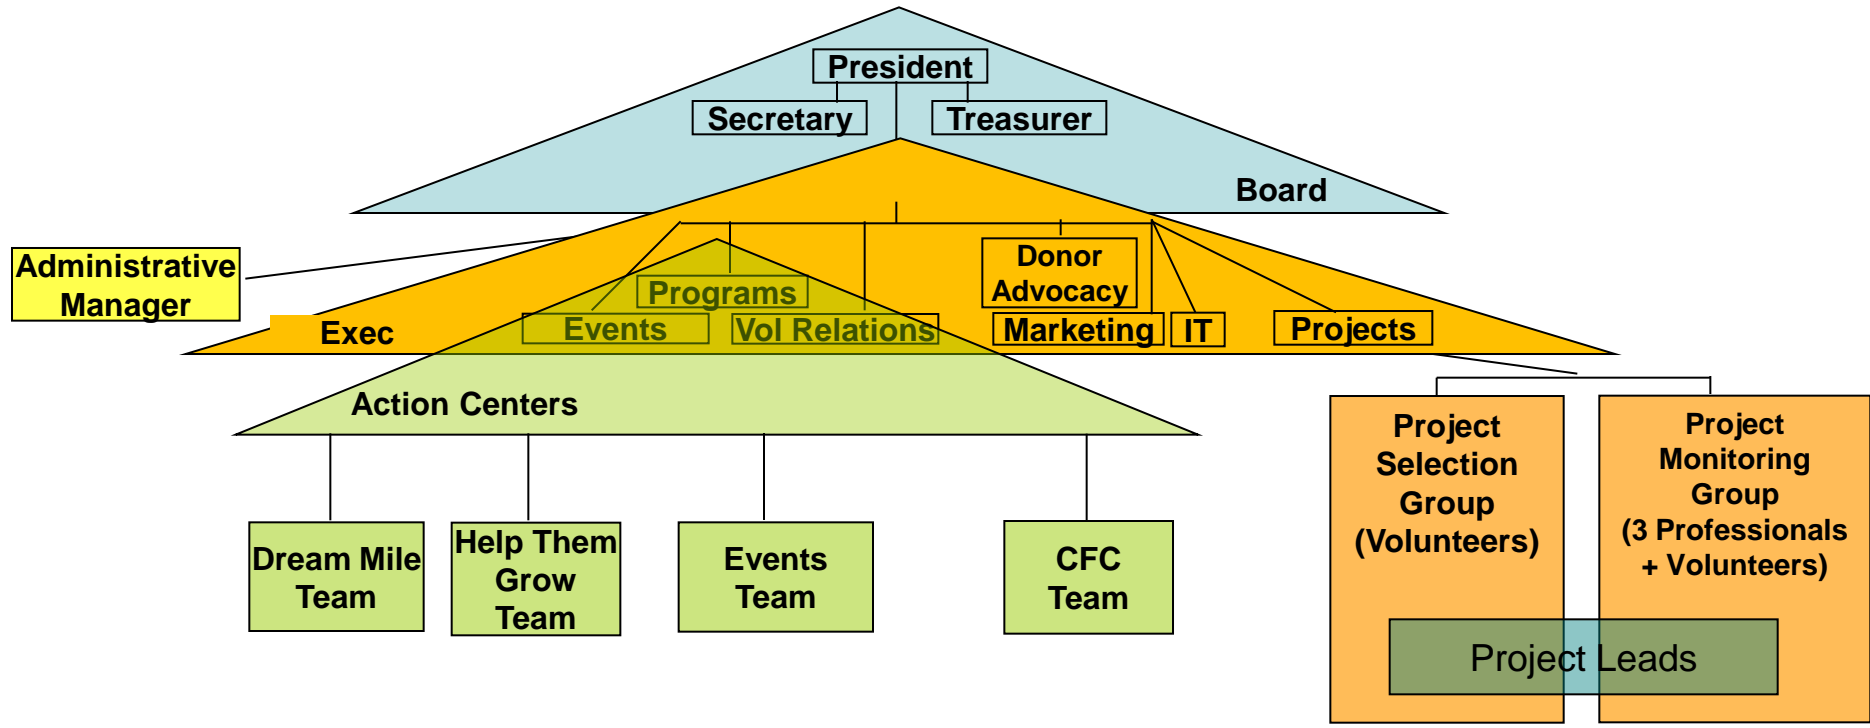 President
Secretary
Treasurer
Board
Administrative
Manager
Donor
Advocacy
Programs
Events
Vol Relations
Marketing
IT
Projects
Exec
Action Centers
Project
Selection
Group
(Volunteers)
Project
Monitoring
Group
(3 Professionals
+ Volunteers)
Dream Mile
Team
Help Them
Grow
Team
Events
Team
CFC
Team
Project Leads